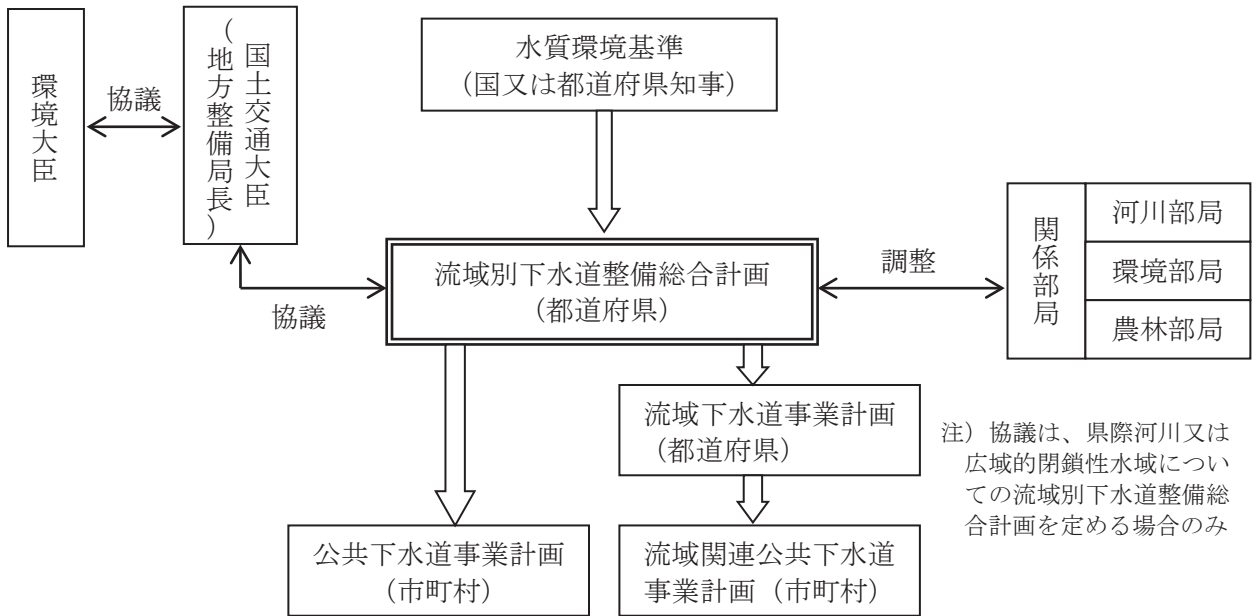 環境大臣
協議
国土交通大臣
(地方整備局長)
水質環境基準
(国又は都道府県知事)
協議
流域別下水道整備総合計画
(都道府県)
調整
関係部局
河川部局
環境部局
農林部局
流域下水道事業計画
(都道府県)
公共下水道事業計画
(市町村)
流域関連公共下水道
事業計画(市町村)
注)協議は、県際河川又は
広域的閉鎖性水域につい
ての流域別下水道整備総
合計画を定める場合のみ